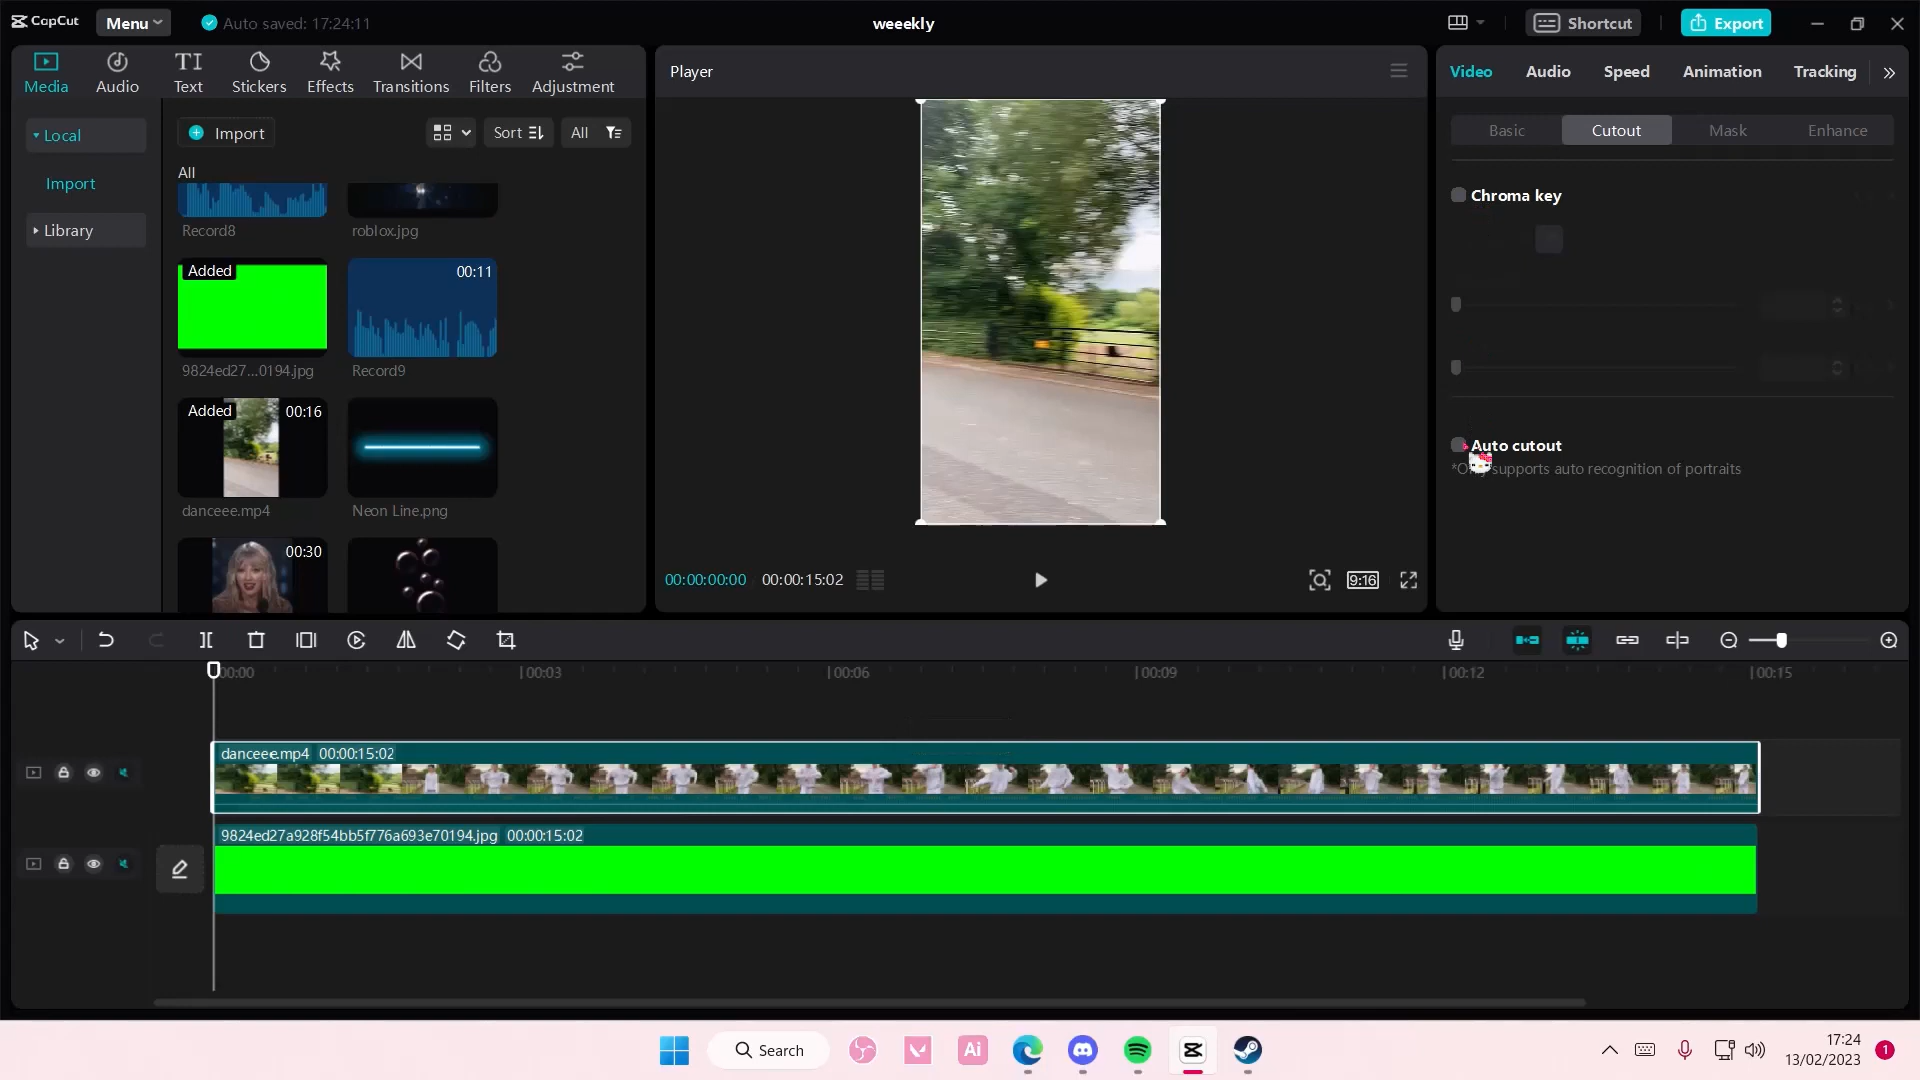 CapCut
Menu
Auto saved: 17:24:11
weeekly
Shortcut
Export
Media
Audio
Text
Stickers
Effects
Transitions
Filters
Adjustment
Local
Import
Library
Import
Sort
All
All
Record8
roblox.jpg
Added
9824ed27...0194.jpg
00:11
Record9
Added
00:16
danceee.mp4
Neon Line.png
00:30
Player
00:00:00:00
00:00:15:02
9:16
Video
Audio
Speed
Animation
Tracking
Basic
Cutout
Mask
Enhance
Chroma key
Auto cutout
supports auto recognition of portraits
00:00
00:03
00:06
00:09
00:12
00:15
danceee.mp4 00:00:15:02
9824ed27a928f54bb5f776a693e70194.jpg 00:00:15:02
Search
Ai
17:24
13/02/2023
1